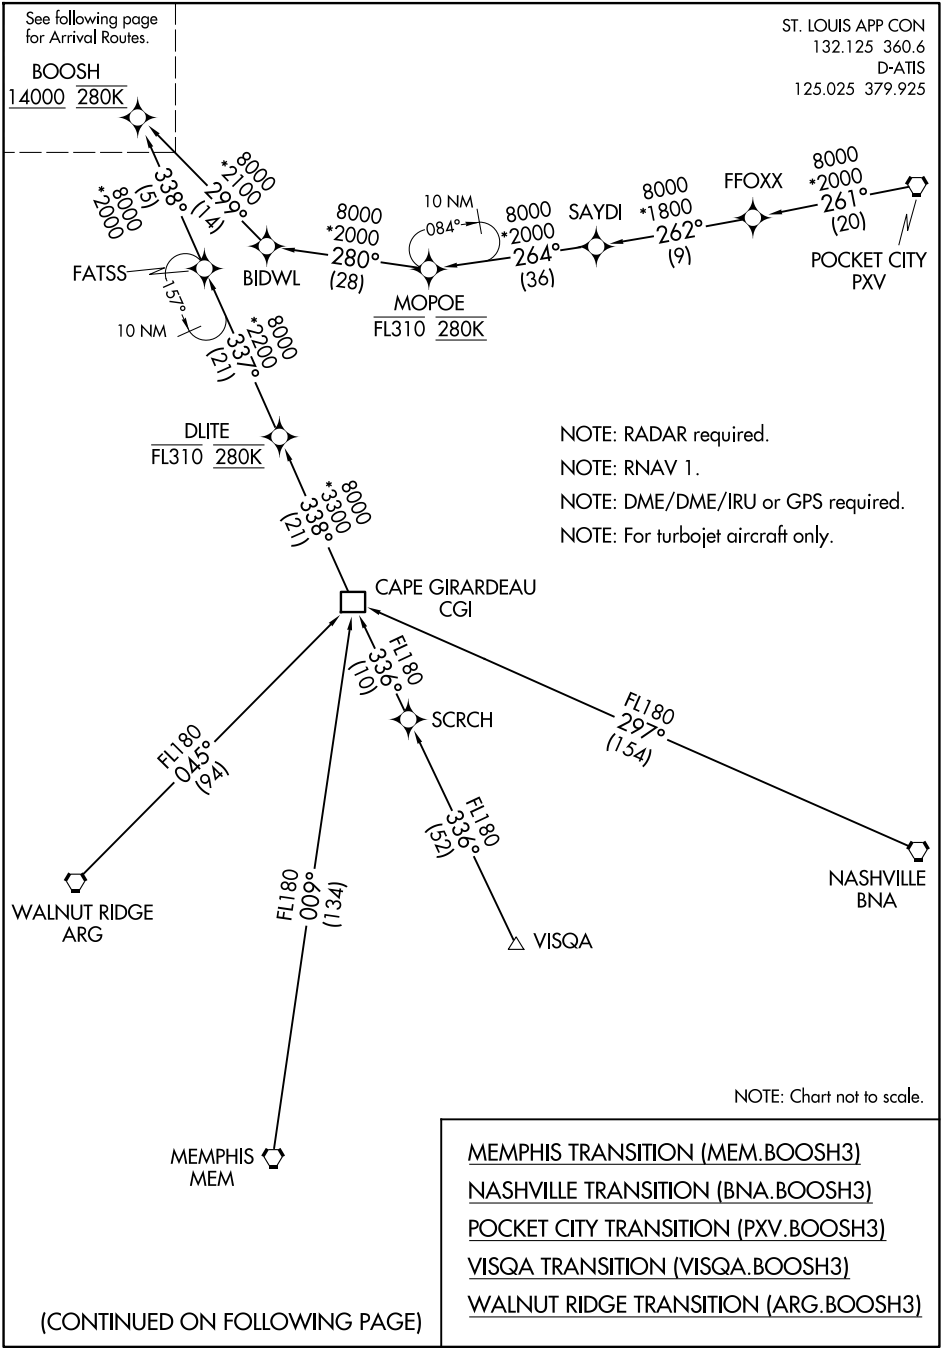 See following page
for Arrival Routes.
ST. LOUIS APP CON
132.125 360.6
D-ATIS
125.025 379.925
BOOSH
14000 280K
8000
*2000
338°
(5)
8000
*2100
299°
(14)
FATSS
157°
10 NM
BIDWL
8000
*2000
280°
(28)
10 NM
084°
MOPOE
FL310 280K
8000
*2000
264°
(36)
SAYDI
8000
*1800
262°
(9)
FFOXX
8000
*2000
261°
(20)
POCKET CITY
PXV
8000
*2200
337°
(21)
DLITE
FL310 280K
NOTE: RADAR required.
NOTE: RNAV 1.
NOTE: DME/DME/IRU or GPS required.
NOTE: For turbojet aircraft only.
8000
*3300
338°
(21)
CAPE GIRARDEAU
CGI
FL180
336°
(10)
SCRCH
FL180
297°
(154)
FL180
045°
(94)
FL180
336°
(52)
FL180
009°
(134)
WALNUT RIDGE
ARG
VISQA
NASHVILLE
BNA
NOTE: Chart not to scale.
MEMPHIS
MEM
MEMPHIS TRANSITION (MEM.BOOSH3)
NASHVILLE TRANSITION (BNA.BOOSH3)
POCKET CITY TRANSITION (PXV.BOOSH3)
VISQA TRANSITION (VISQA.BOOSH3)
WALNUT RIDGE TRANSITION (ARG.BOOSH3)
(CONTINUED ON FOLLOWING PAGE)